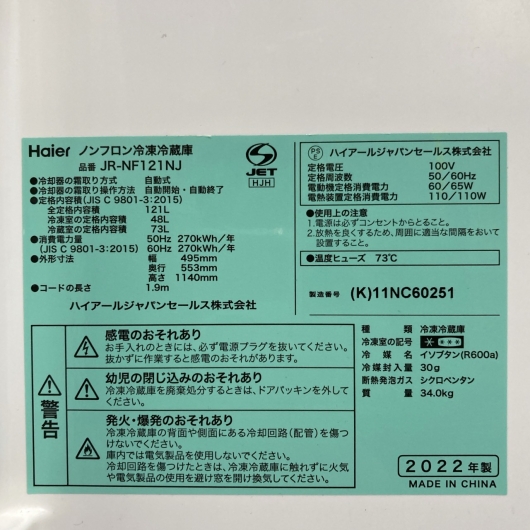 Haier ノンフロン冷凍冷蔵庫
品番 JR-NF121NJ
JET
HJH
●冷却器の霜取り方式 自動式
●冷却器の霜取り操作方法 自動開始・自動終了
●定格内容積(JIS C 9801-3:2015)
全定格内容積 121L
冷凍室の定格内容積 48L
冷蔵室の定格内容積 73L
●消費電力量 50Hz 270kWh/年
(JIS C 9801-3:2015) 60Hz 270kWh/年
●外形寸法 幅 495mm
奥行 553mm
高さ 1140mm
●コードの長さ 1.9m
ハイアールジャパンセールス株式会社
PS
E
ハイアールジャパンセールス株式会社
定格電圧 100V
定格周波数 50/60Hz
電動機定格消費電力 60/65W
電熱装置定格消費電力 110/110W
●使用上の注意
1.電源は必ずコンセントからとること。
2.放熱を良くするため、周囲に適当な間隔をおいて
設置すること。
●温度ヒューズ 73℃
製造番号 (K)11NC60251
警告
感電のおそれあり
お手入れのときには、必ず電源プラグを抜いてください。
抜かずに作業すると感電することがあります。
幼児の閉じ込みのおそれあり
冷凍冷蔵庫を廃棄処分するときは、ドアパッキンを外して
ください。
発火・爆発のおそれあり
冷凍冷蔵庫の背面や側面にある冷却回路(配管)を傷つ
けないでください。
庫内では電気製品を使用しないでください。
冷却回路を傷つけたときは、冷凍冷蔵庫に触れずに火気
や電気製品の使用を避け窓を開け換気してください。
種類 冷凍冷蔵庫
冷凍室の記号
冷媒 イソブタン(R600a)
冷媒封入量 30g
断熱発泡ガス シクロペンタン
質量 34.0kg
2022年製
MADE IN CHINA